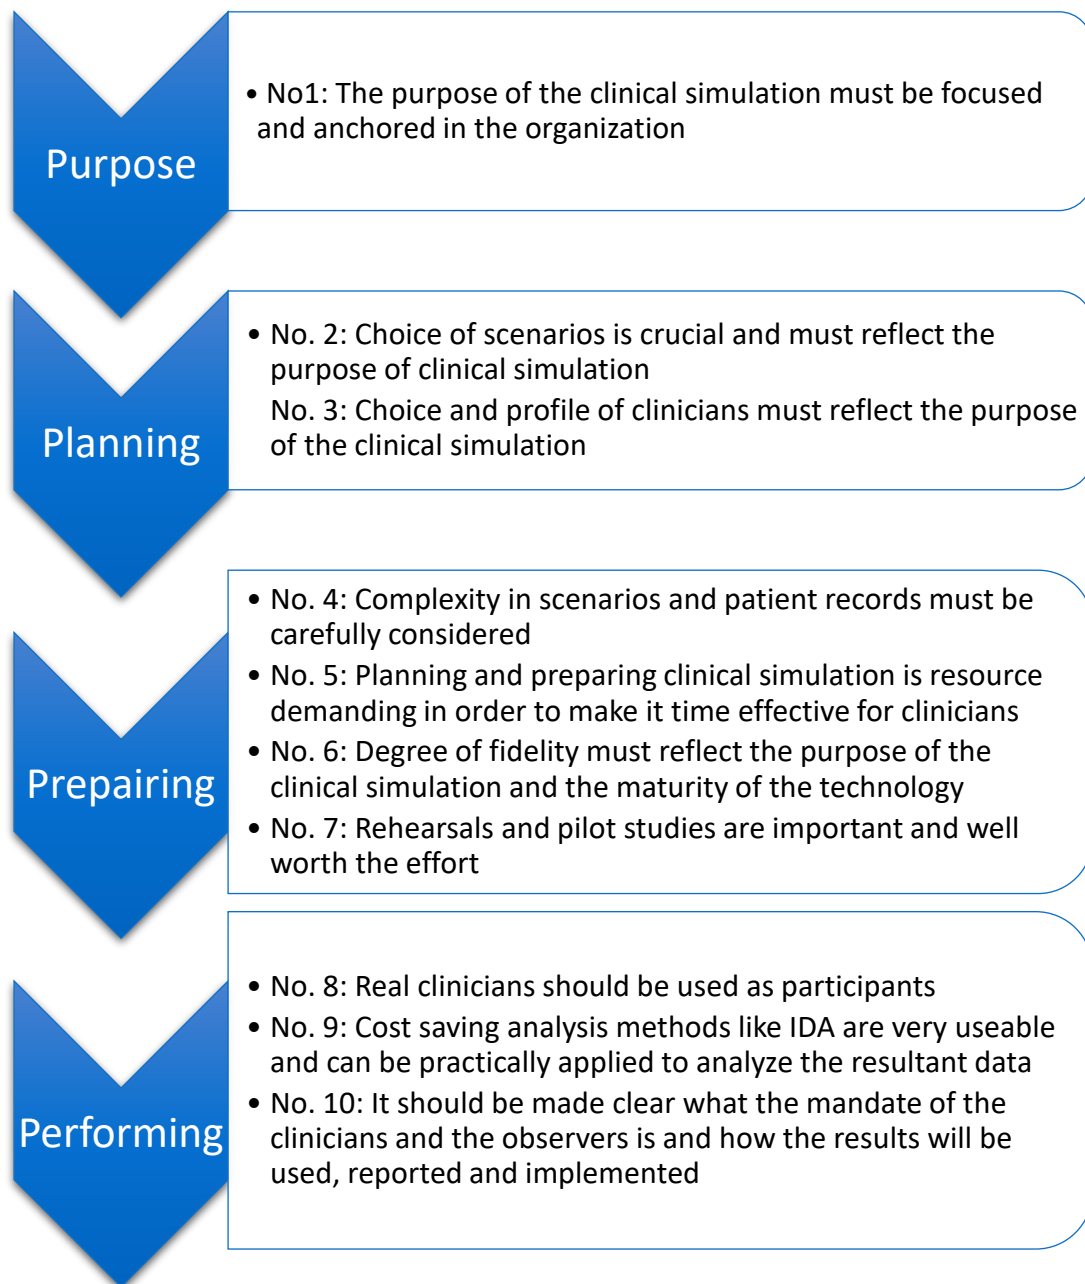 Purpose
• No1: The purpose of the clinical simulation must be focused
and anchored in the organization
Planning
• No. 2: Choice of scenarios is crucial and must reflect the
purpose of clinical simulation
No. 3: Choice and profile of clinicians must reflect the purpose
of the clinical simulation
Prepairing
• No. 4: Complexity in scenarios and patient records must be
carefully considered
• No. 5: Planning and preparing clinical simulation is resource
demanding in order to make it time effective for clinicians
• No. 6: Degree of fidelity must reflect the purpose of the
clinical simulation and the maturity of the technology
• No. 7: Rehearsals and pilot studies are important and well
worth the effort
Performing
• No. 8: Real clinicians should be used as participants
• No. 9: Cost saving analysis methods like IDA are very useable
and can be practically applied to analyze the resultant data
• No. 10: It should be made clear what the mandate of the
clinicians and the observers is and how the results will be
used, reported and implemented